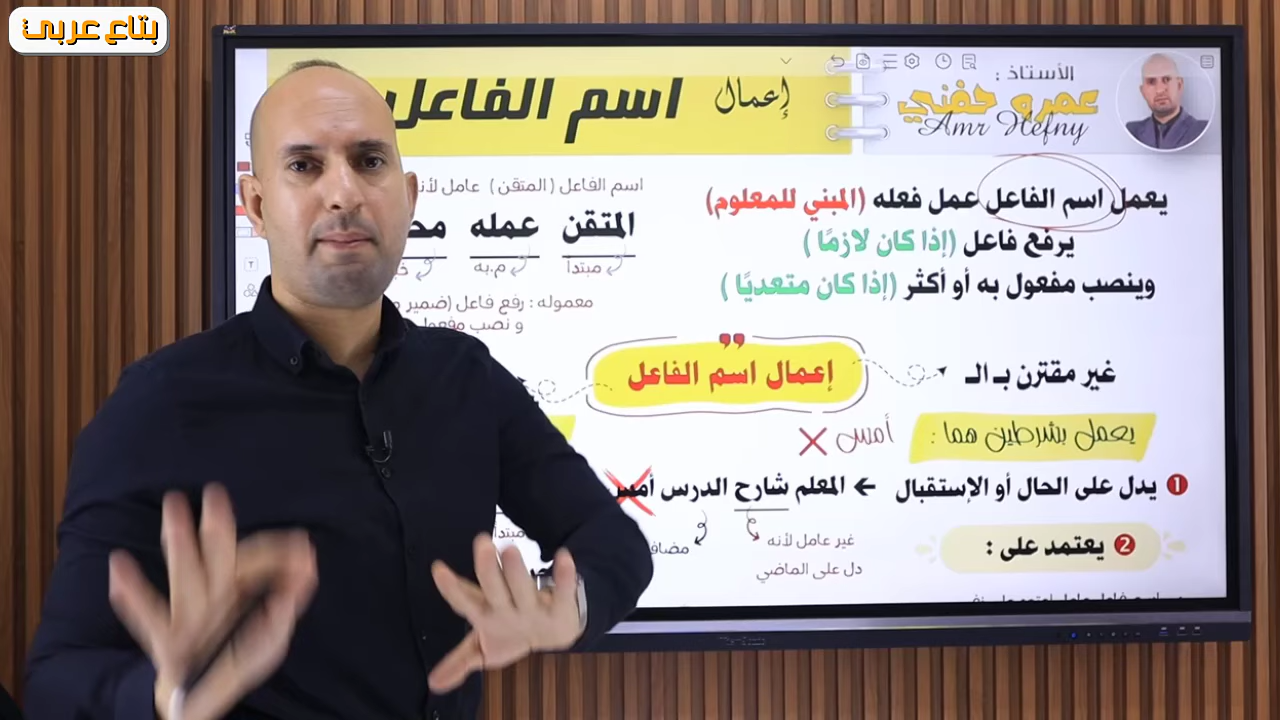 بتاع عربي
إعمال اسم الفاعل
الأستاذ :
عمرو حفني
Amr Hefny
يعمل اسم الفاعل عمل فعله (المبني للمعلوم)
يرفع فاعل (إذا كان لازمًا )
وينصب مفعول به أو أكثر (إذا كان متعديًا )
اسم الفاعل ( المتقن ) عامل لأنه
المتقن عمله
مبتدأ م.به
معموله : رفع فاعل (ضمير
و نصب مفعول
إعمال اسم الفاعل
غير مقترن بـ الـ
يعمل بشرطين هما :
أمس
1 يدل على الحال أو الإستقبال ← المعلم شارح الدرس أمس
غير عامل لأنه
دل على الماضي
مضاف
2 يعتمد على :
مبتدأ